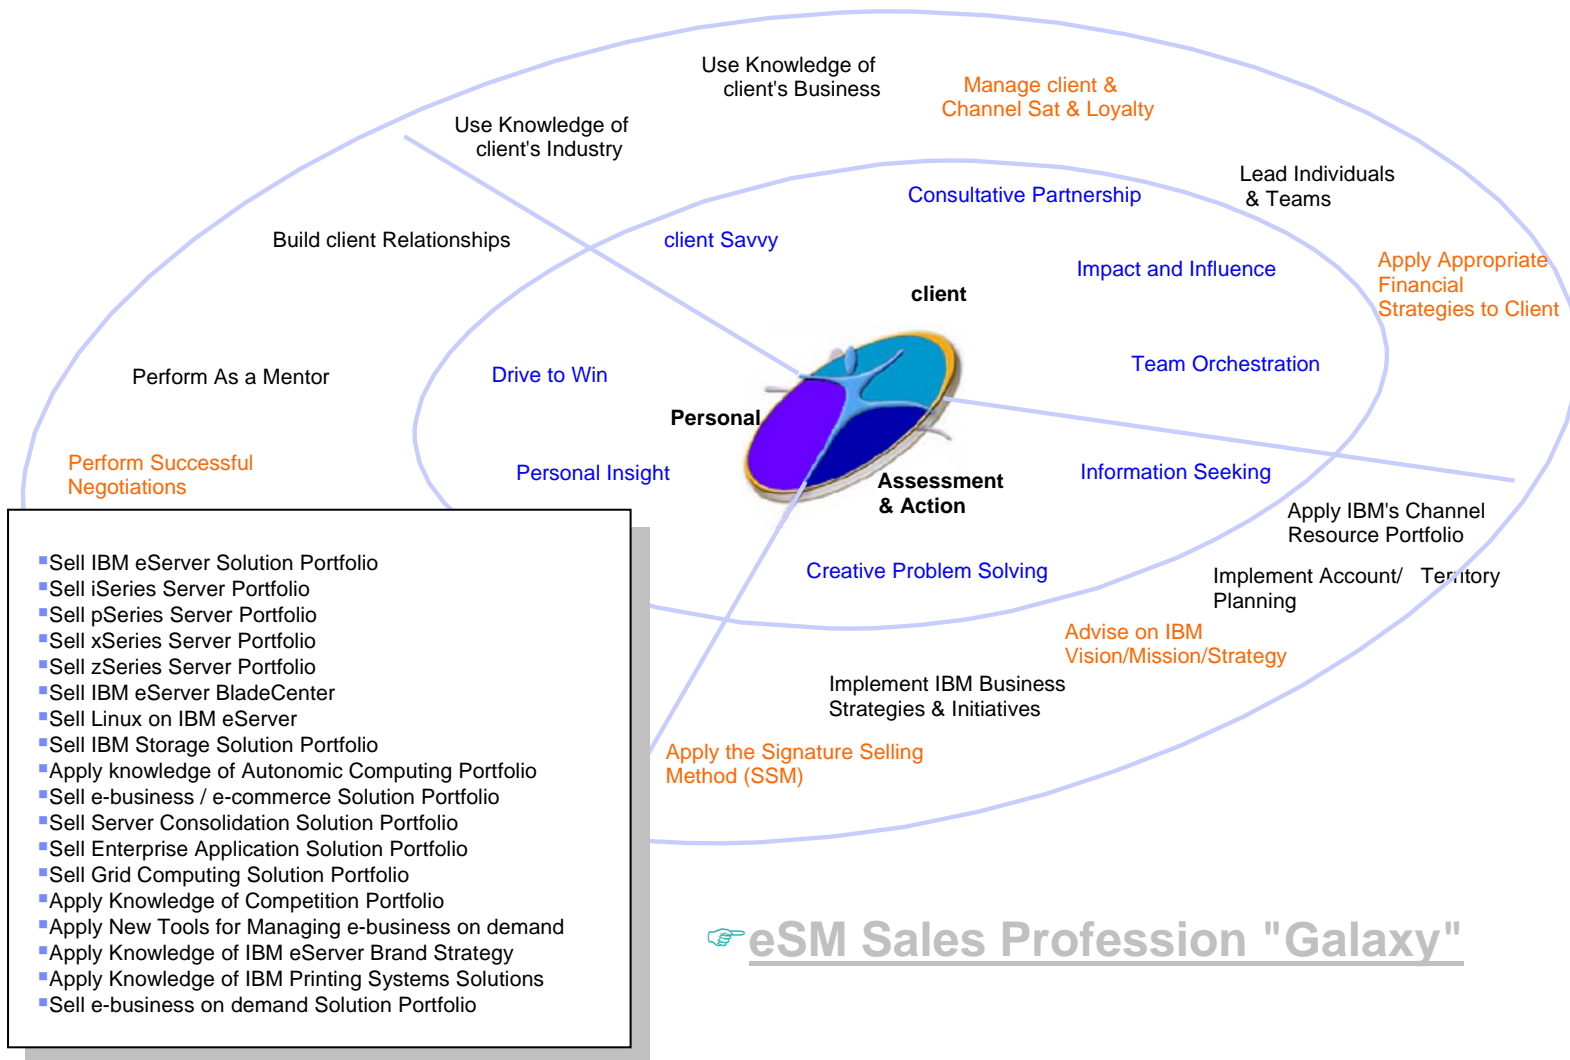 Use Knowledge of
client's Business
Manage client &
Channel Sat & Loyalty
Use Knowledge of
client's Industry
Lead Individuals
& Teams
Consultative Partnership
Build client Relationships
client Savvy
Impact and Influence
Apply Appropriate
Financial
Strategies to Client
client
Team Orchestration
Perform As a Mentor
Drive to Win
Personal
Perform Successful
Negotiations
Personal Insight
Assessment
& Action
Information Seeking
Apply IBM's Channel
Resource Portfolio
Creative Problem Solving
Implement Account/ Territory
Planning
Advise on IBM
Vision/Mission/Strategy
Implement IBM Business
Strategies & Initiatives
Apply the Signature Selling
Method (SSM)
Sell IBM eServer Solution Portfolio
Sell iSeries Server Portfolio
Sell pSeries Server Portfolio
Sell xSeries Server Portfolio
Sell zSeries Server Portfolio
Sell IBM eServer BladeCenter
Sell Linux on IBM eServer
Sell IBM Storage Solution Portfolio
Apply knowledge of Autonomic Computing Portfolio
Sell e-business / e-commerce Solution Portfolio
Sell Server Consolidation Solution Portfolio
Sell Enterprise Application Solution Portfolio
Sell Grid Computing Solution Portfolio
Apply Knowledge of Competition Portfolio
Apply New Tools for Managing e-business on demand
Apply Knowledge of IBM eServer Brand Strategy
Apply Knowledge of IBM Printing Systems Solutions
Sell e-business on demand Solution Portfolio
eSM Sales Profession "Galaxy"